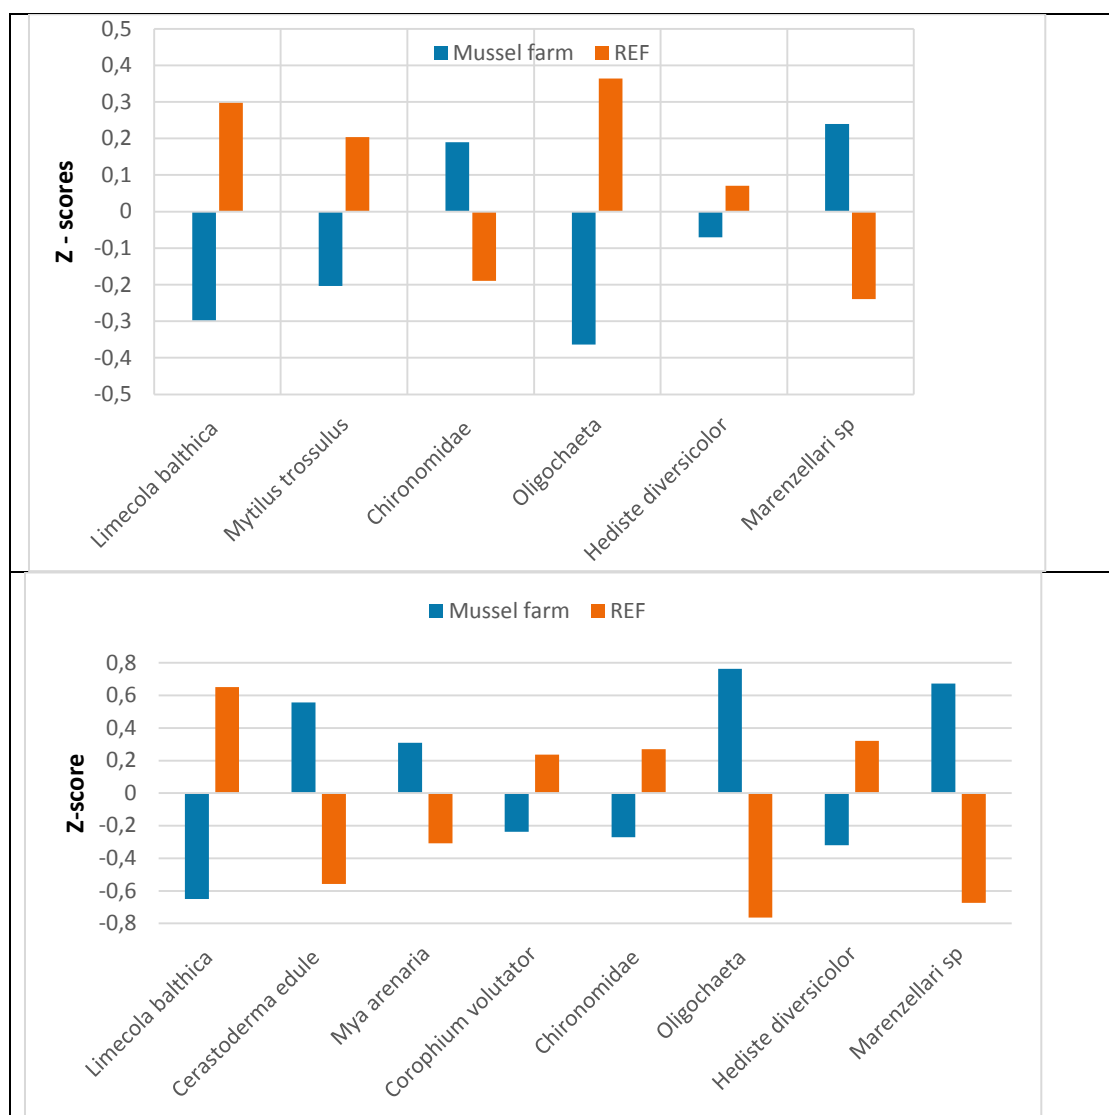 Mussel farm REF
Z - scores
0,5
0,4
0,3
0,2
0,1
0
-0,1
-0,2
-0,3
-0,4
-0,5
Limecola balthica
Mytilus trossulus
Chironomidae
Oligochaeta
Hediste diversicolor
Marenzellari sp
Mussel farm REF
Z-score
0,8
0,6
0,4
0,2
0
-0,2
-0,4
-0,6
-0,8
Limecola balthica
Cerastoderma edule
Mya arenaria
Corophium volutator
Chironomidae
Oligochaeta
Hediste diversicolor
Marenzellari sp